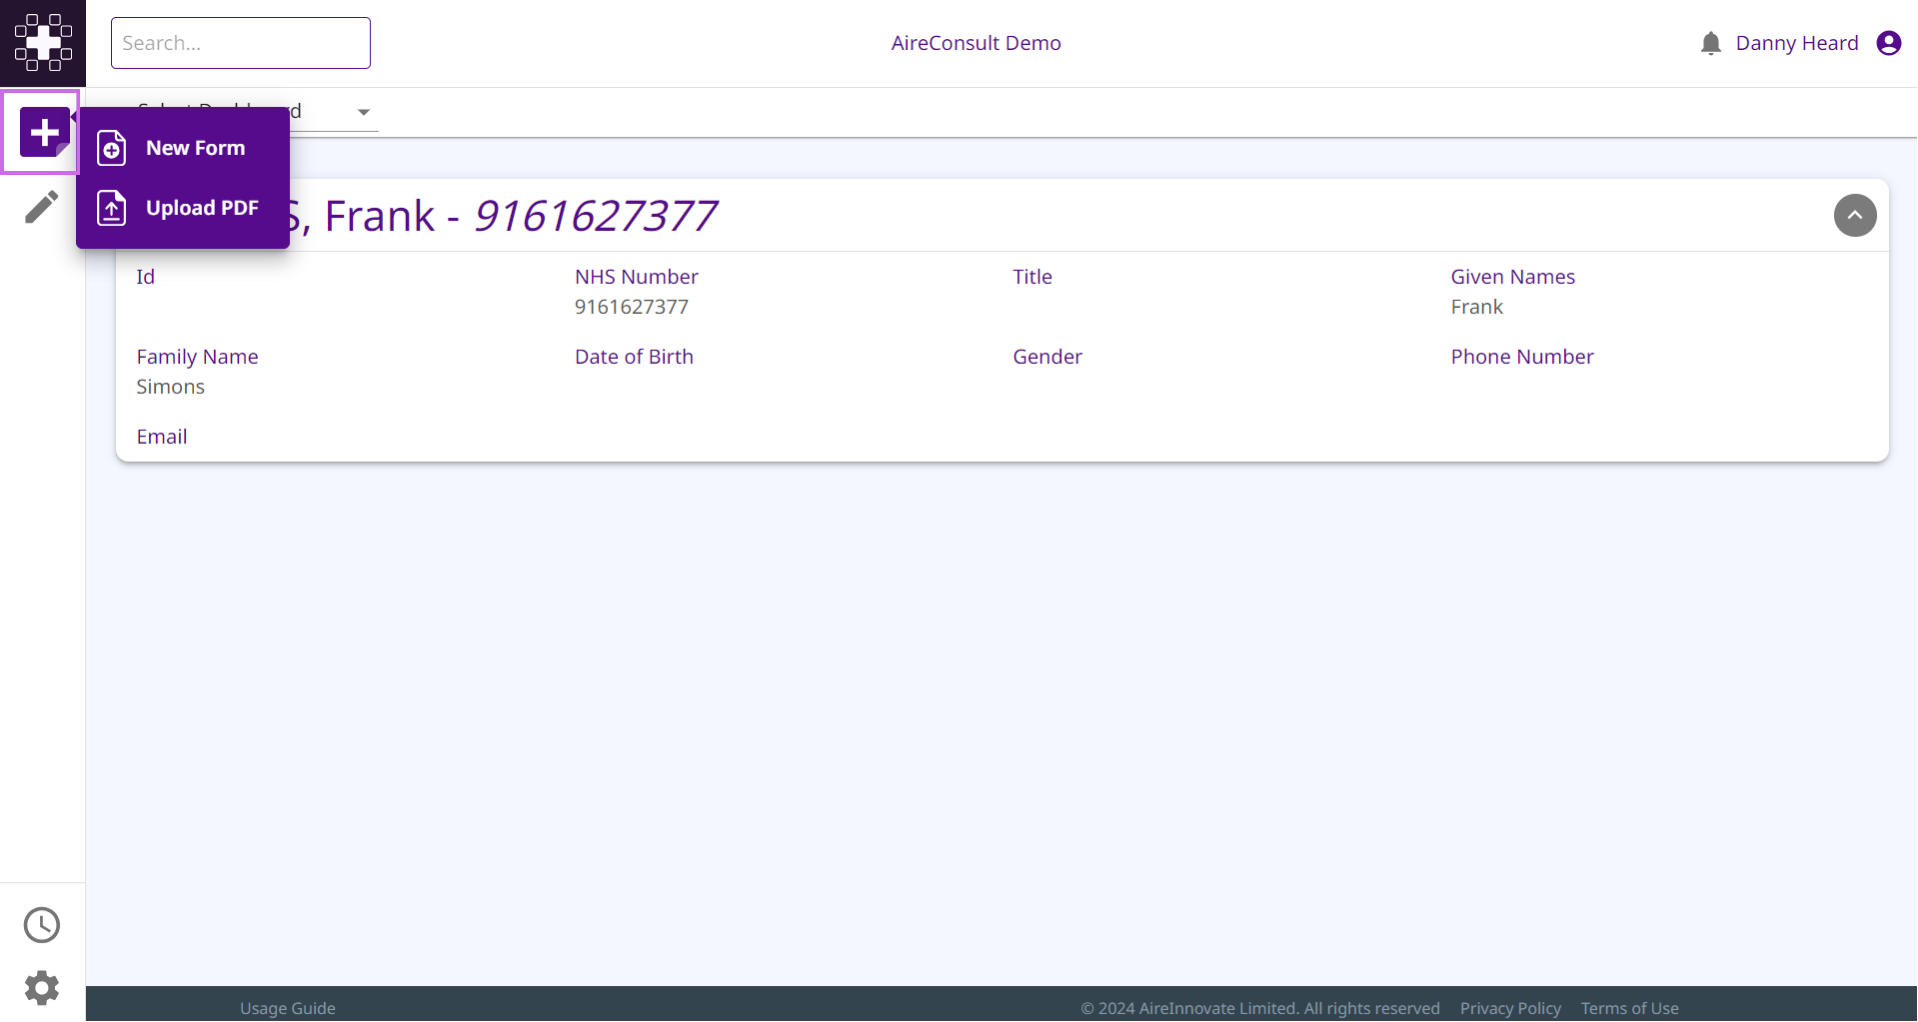 Search...
AireConsult Demo
Danny Heard
New Form
Upload PDF
S, Frank - 9161627377
Id
NHS Number
9161627377
Title
Given Names
Frank
Family Name
Simons
Date of Birth
Gender
Phone Number
Email
Usage Guide
© 2024 AireInnovate Limited. All rights reserved
Privacy Policy
Terms of Use